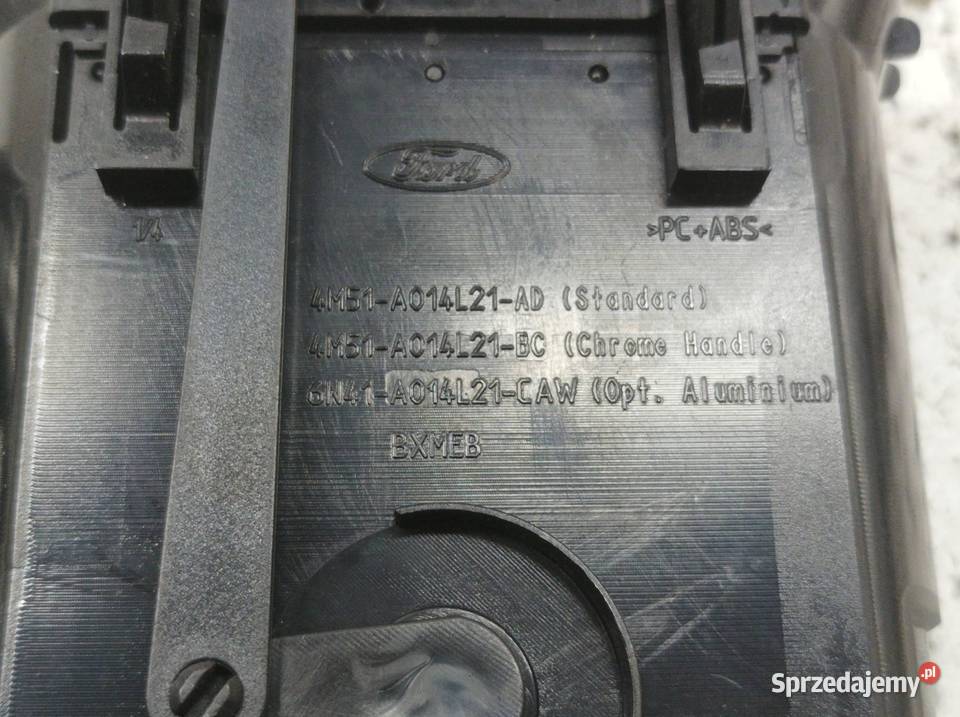 Ford
1/4
>PC+ABS<
4M51-A014L21-AD (Standard)
4M51-A014L21-BC (Chrome Handle)
6N41-A014L21-CAW (Opt. Aluminium)
BXMEB
Sprzedajemy.pl